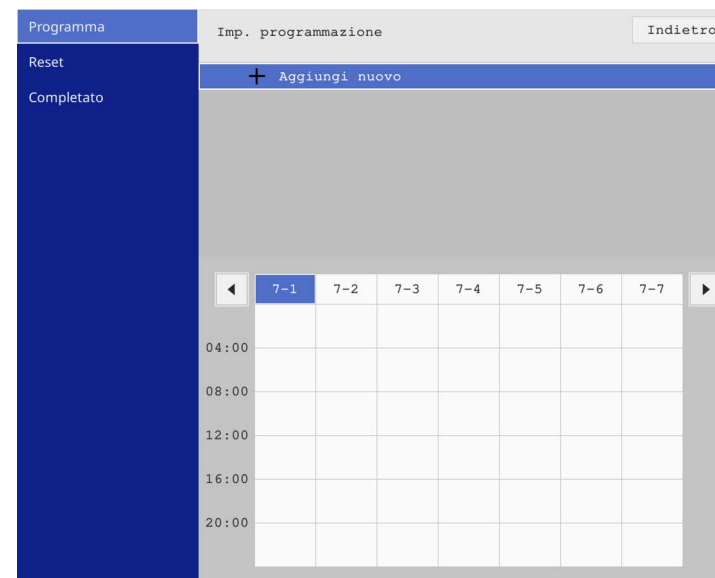 Programma
Reset
Completato
Imp. programmazione
Indietro
Aggiungi nuovo
7-1 7-2 7-3 7-4 7-5 7-6 7-7
04:00
08:00
12:00
16:00
20:00